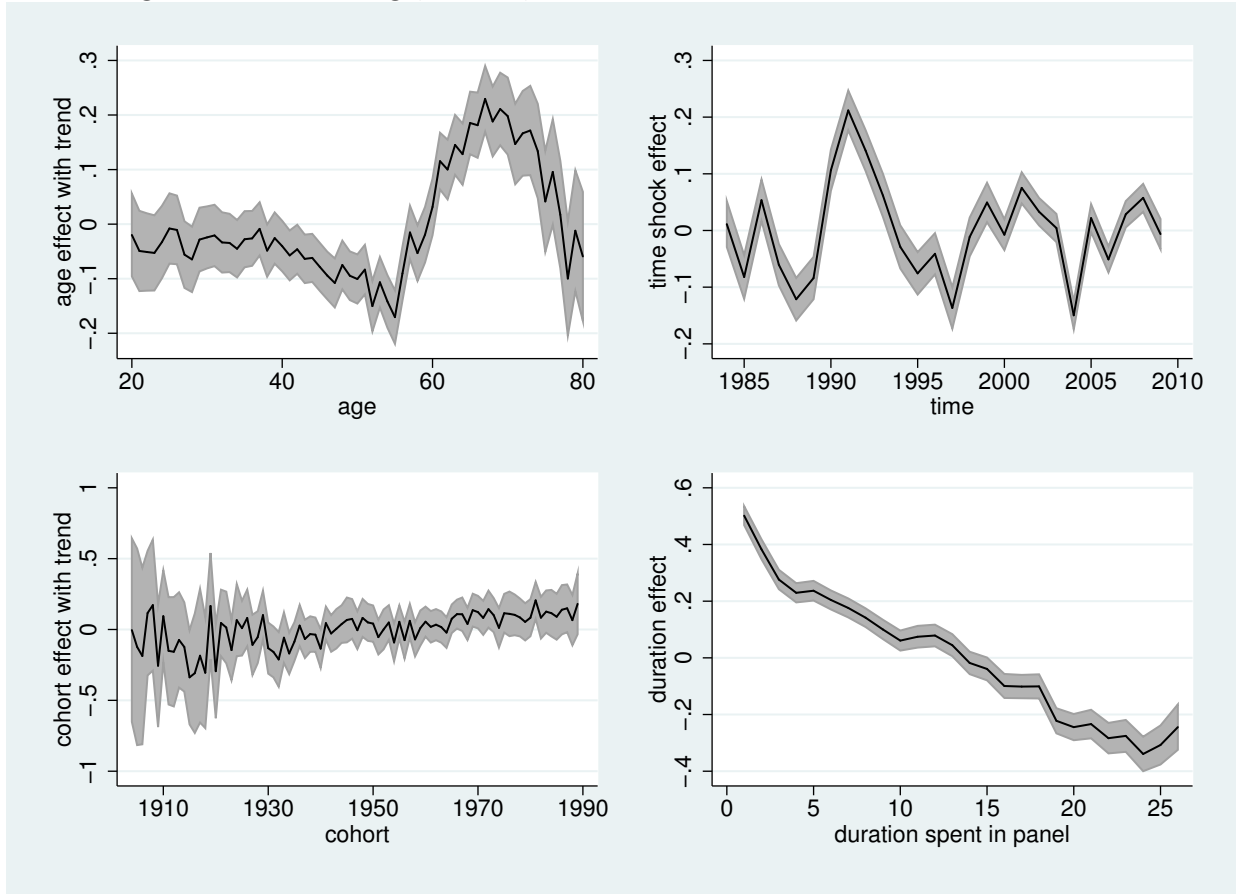 .3
.2
.1
0
−.1
−.2
age effect with trend
20 40 60 80
age
.3
.2
.1
0
−.1
−.2
time shock effect
1985 1990 1995 2000 2005 2010
time
1
.5
0
−.5
−1
cohort effect with trend
1910 1930 1950 1970 1990
cohort
.6
.4
.2
0
−.2
−.4
duration effect
0 5 10 15 20 25
duration spent in panel